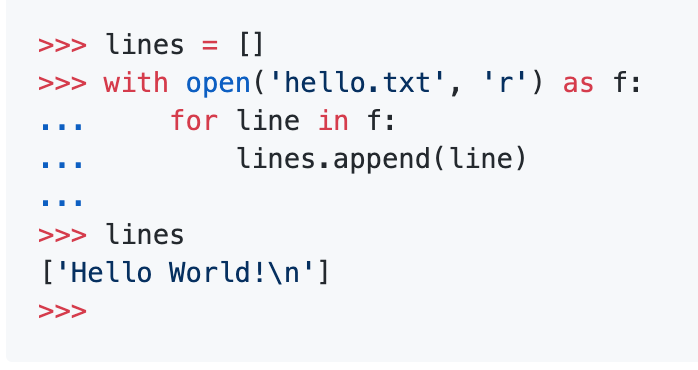 >>> lines = []
>>> with open('hello.txt', 'r') as f:
...     for line in f:
...         lines.append(line)
...
>>> lines
['Hello World!\n']
>>>